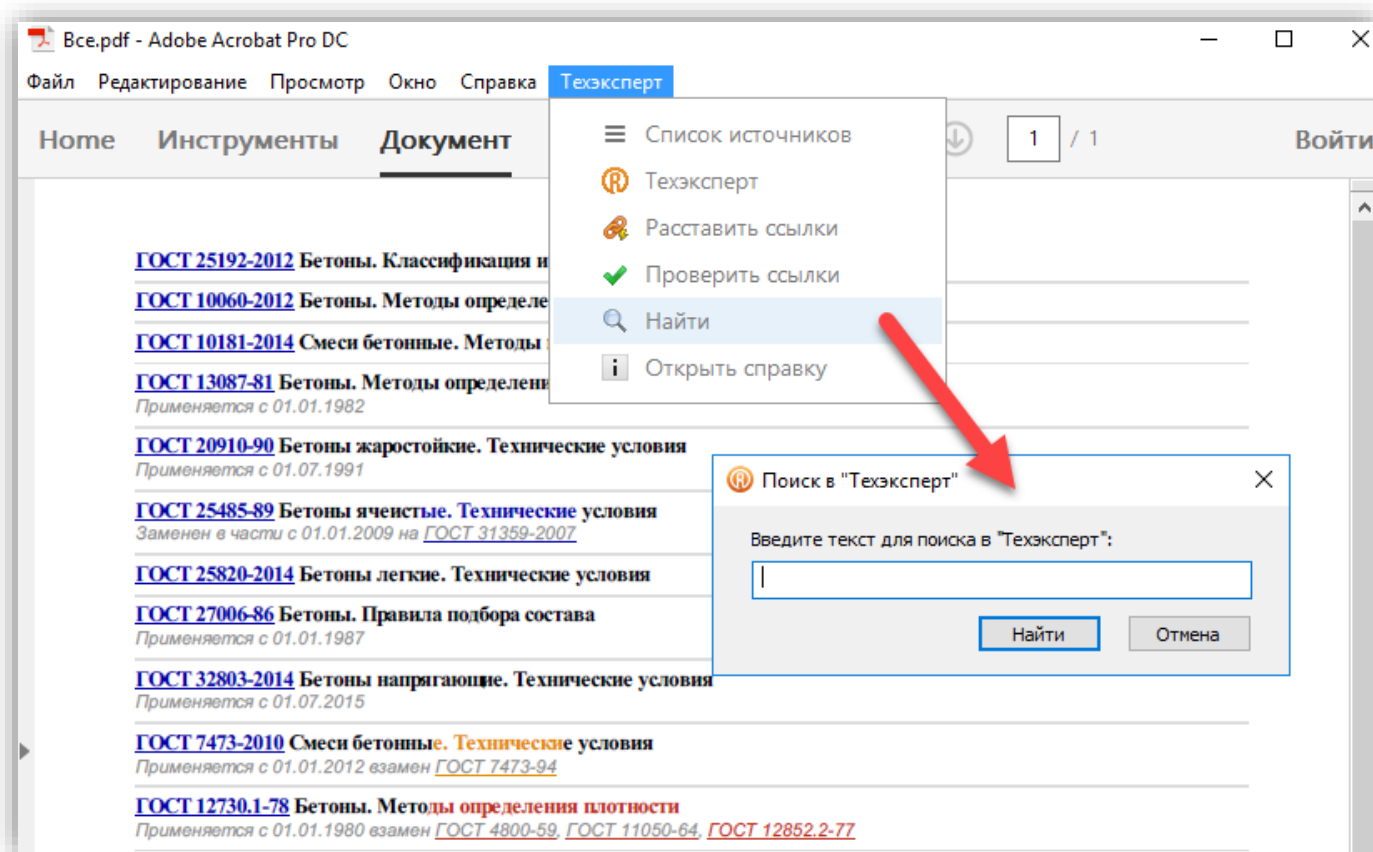 Все.pdf - Adobe Acrobat Pro DC
Файл Редактирование Просмотр Окно Справка Техэксперт
Home Инструменты Документ
1 / 1
Войти
Список источников
Техэксперт
Расставить ссылки
Проверить ссылки
Найти
Открыть справку
ГОСТ 25192-2012 Бетоны. Классификация и
ГОСТ 10060-2012 Бетоны. Методы определе
ГОСТ 10181-2014 Смеси бетонные. Методы
ГОСТ 13087-81 Бетоны. Методы определени
Применяется с 01.01.1982
ГОСТ 20910-90 Бетоны жаростойкие. Технические условия
Применяется с 01.07.1991
ГОСТ 25485-89 Бетоны ячеистые. Технические условия
Заменен в части с 01.01.2009 на ГОСТ 31359-2007
ГОСТ 25820-2014 Бетоны легкие. Технические условия
ГОСТ 27006-86 Бетоны. Правила подбора состава
Применяется с 01.01.1987
ГОСТ 32803-2014 Бетоны напрягающие. Технические условия
Применяется с 01.07.2015
ГОСТ 7473-2010 Смеси бетонные. Технические условия
Применяется с 01.01.2012 взамен ГОСТ 7473-94
ГОСТ 12730.1-78 Бетоны. Методы определения плотности
Применяется с 01.01.1980 взамен ГОСТ 4800-59, ГОСТ 11050-64, ГОСТ 12852.2-77
Поиск в "Техэксперт"
Введите текст для поиска в "Техэксперт":
Найти Отмена